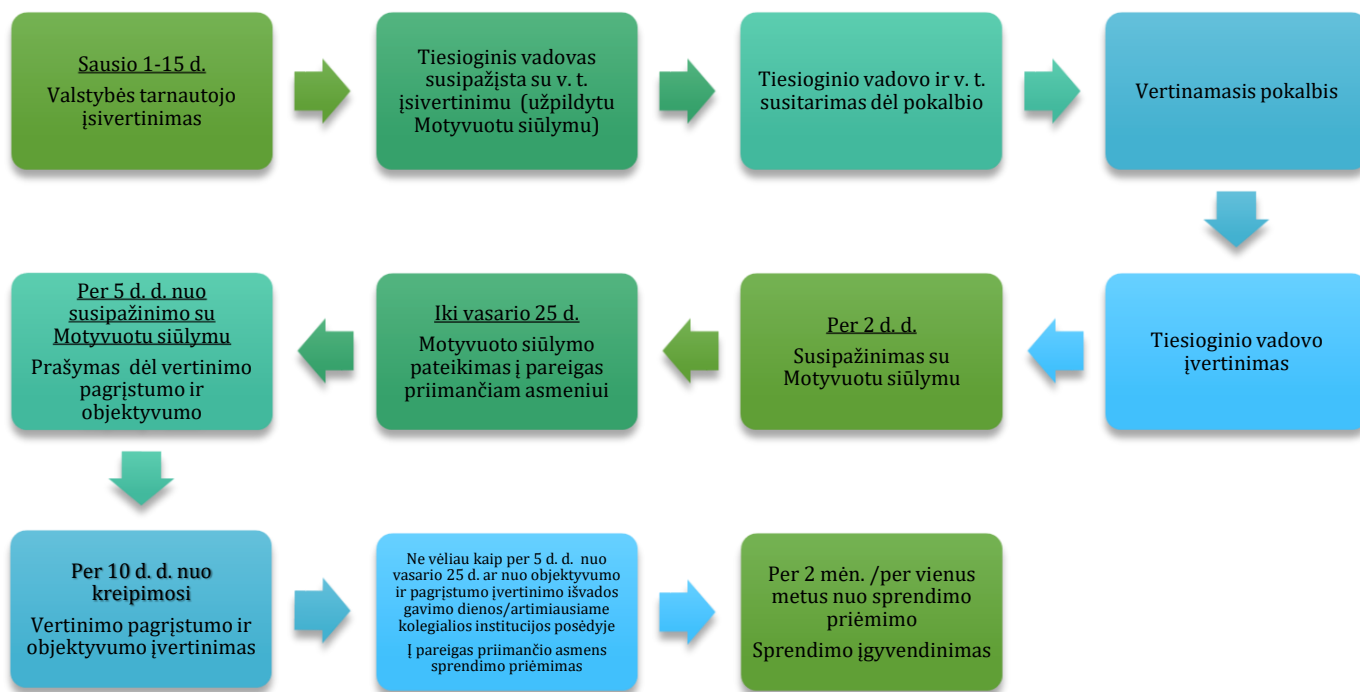 Sausio 1-15 d.
Valstybės tarnautojo
įsivertinimas
Tiesioginis vadovas
susipažįsta su v. t.
įsivertinimu (užpildytu
Motyvuotu siūlymu)
Tiesioginio vadovo ir v. t.
susitarimas dėl pokalbio
Vertinamasis pokalbis
Tiesioginio vadovo
įvertinimas
Per 2 d. d.
Susipažinimas su
Motyvuotu siūlymu
Iki vasario 25 d.
Motyvuoto siūlymo
pateikimas į pareigas
priimančiam asmeniui
Per 5 d. d. nuo
susipažinimo su
Motyvuotu siūlymu
Prašymas dėl vertinimo
pagrįstumo ir
objektyvumo
Per 10 d. d. nuo
kreipimosi
Vertinimo pagrįstumo ir
objektyvumo įvertinimas
Ne vėliau kaip per 5 d. d. nuo
vasario 25 d. ar nuo objektyvumo
ir pagrįstumo įvertinimo išvados
gavimo dienos/artimiausiame
kolegialios institucijos posėdyje
Į pareigas priimančio asmens
sprendimo priėmimas
Per 2 mėn. /per vienus
metus nuo sprendimo
priėmimo
Sprendimo įgyvendinimas